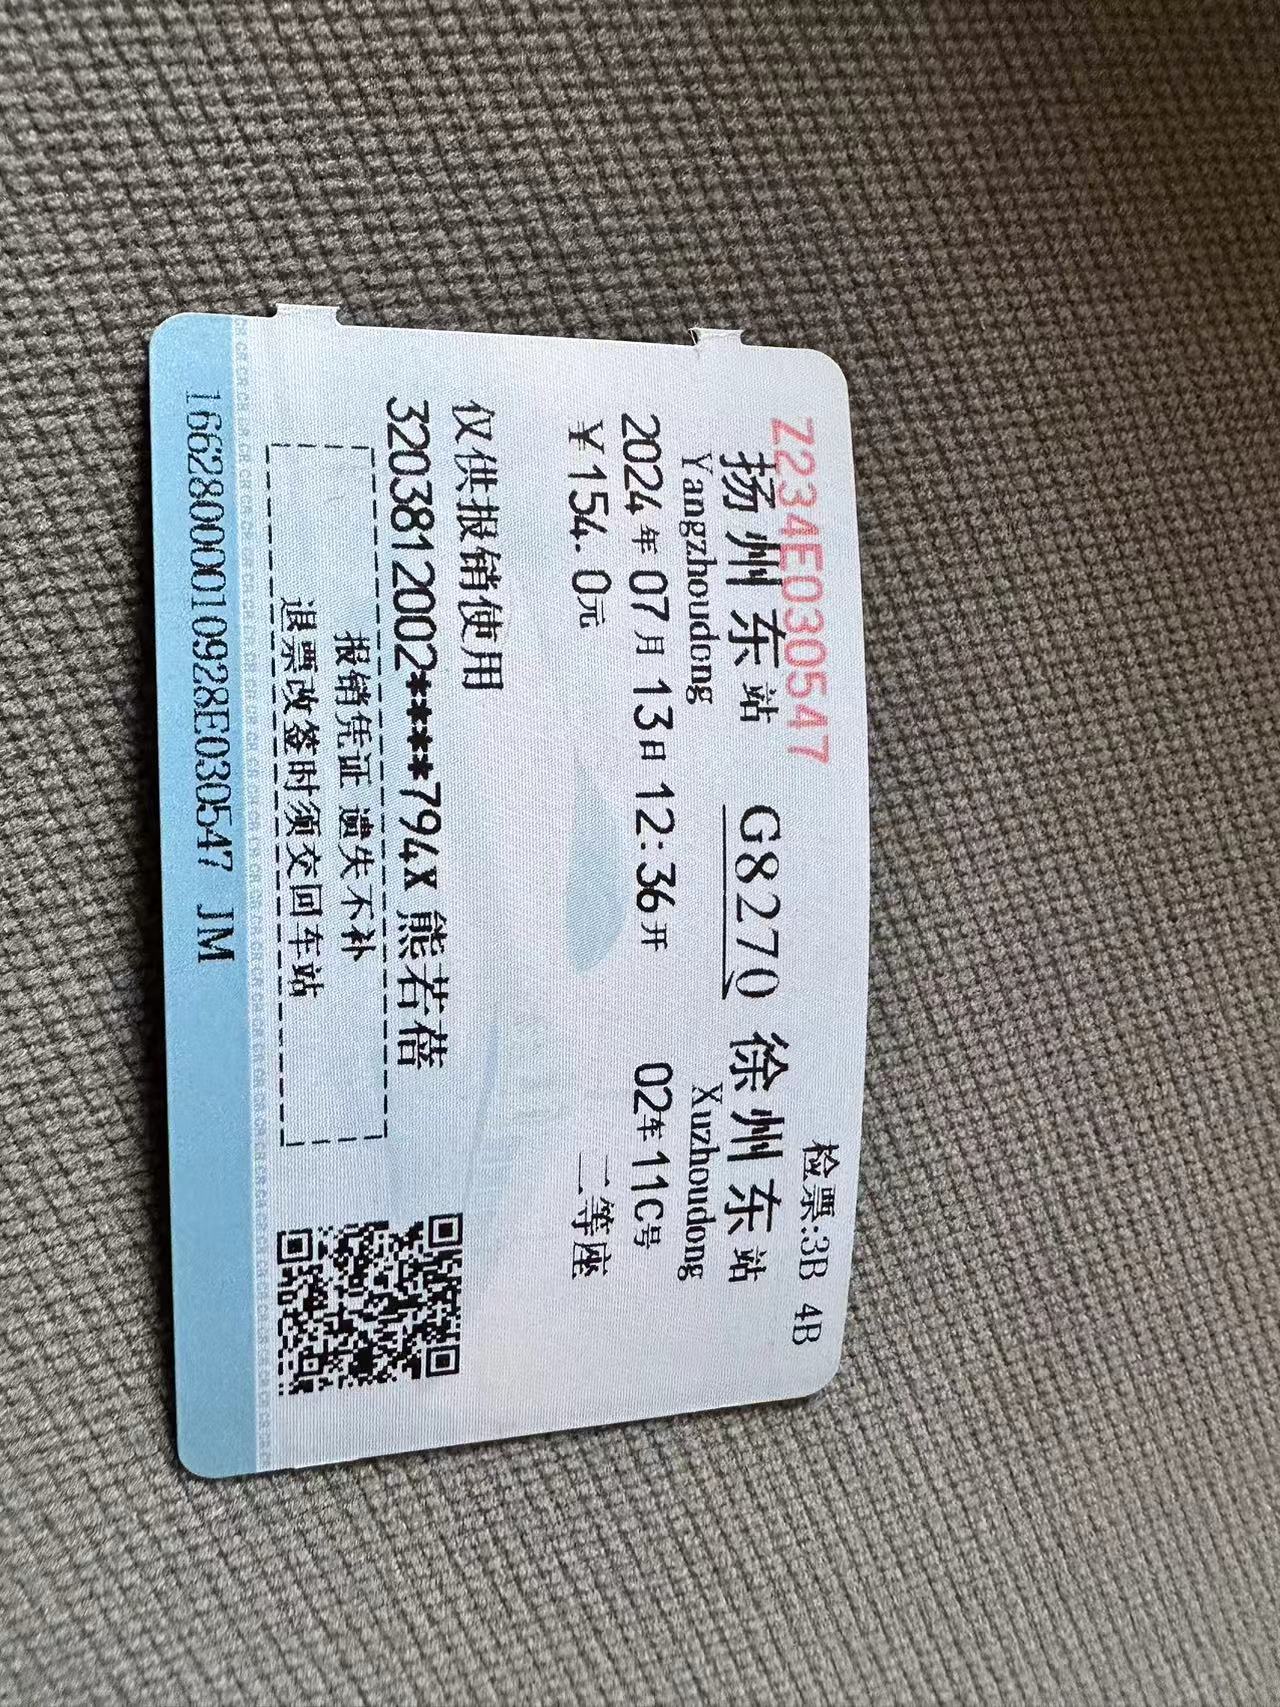 Z234E030547
检票:3B 4B
扬州东站 G8270 徐州东站
Yangzhoudong Xuzhoudong
2024年07月13日12:36开 02车11C号
¥154.0元 二等座
仅供报销使用
3203812002****794X 熊若蓓
报销凭证 遗失不补
退票改签时须交回车站
16628000010928E030547 JM